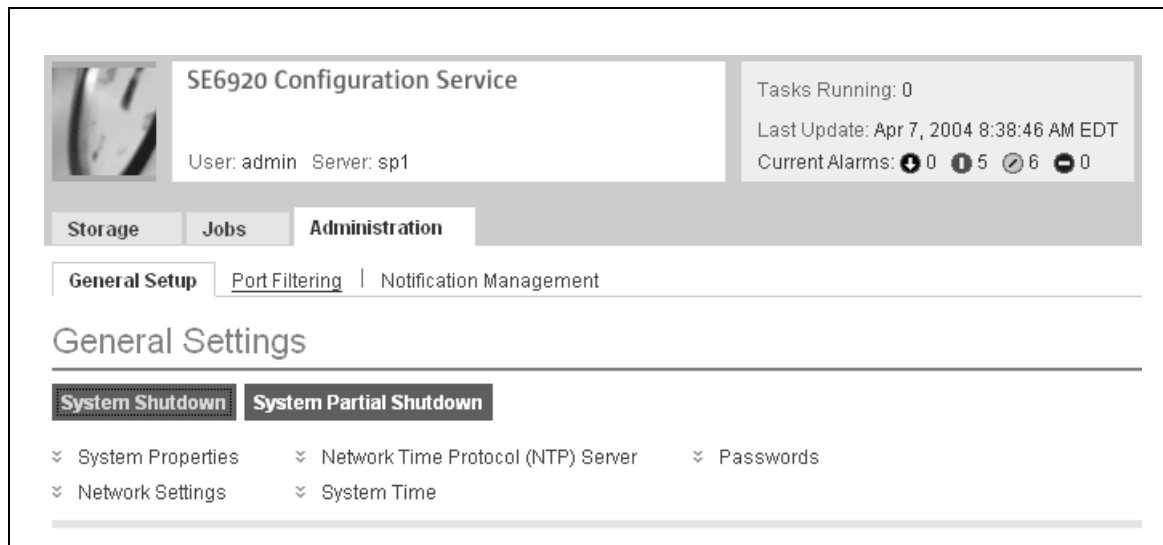 SE6920 Configuration Service
User: admin Server: sp1
Tasks Running: 0
Last Update: Apr 7, 2004 8:38:46 AM EDT
Current Alarms: 0 5 6 0
Storage Jobs Administration
General Setup Port Filtering | Notification Management
General Settings
System Shutdown System Partial Shutdown
System Properties Network Time Protocol (NTP) Server Passwords
Network Settings System Time